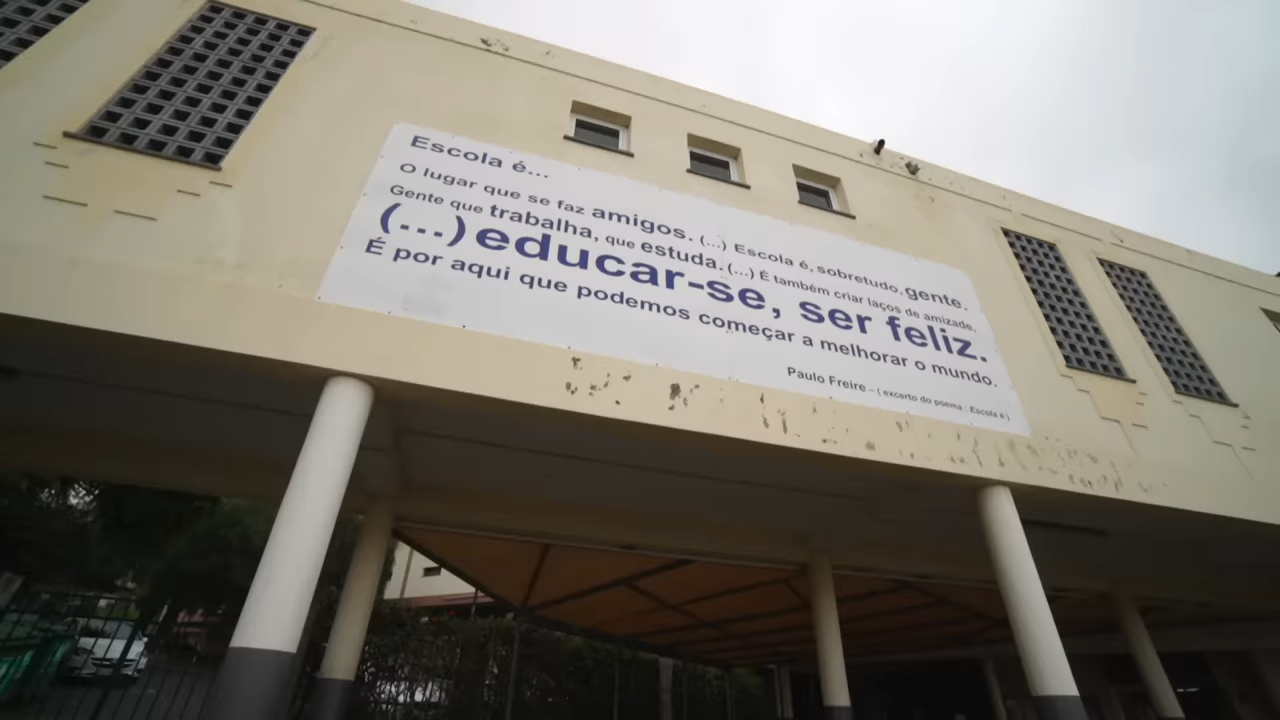 Escola é...
O lugar que se faz amigos. (...) Escola é, sobretudo, gente.
Gente que trabalha, que estuda. (...) É também criar laços de amizade.
(...) educar-se, ser feliz.
É por aqui que podemos começar a melhorar o mundo.
Paulo Freire – ( excerto do poema : Escola é )